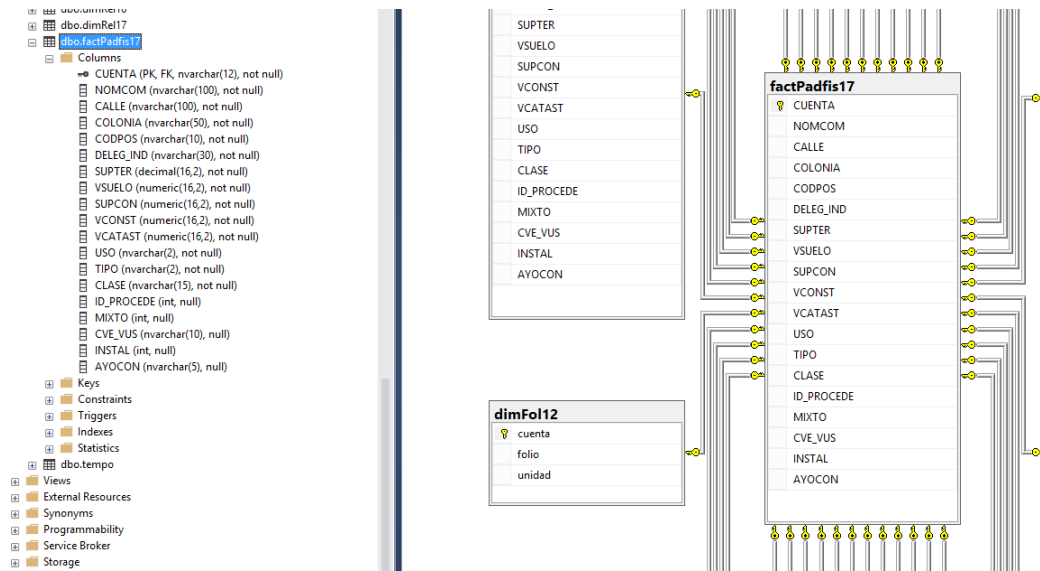 dbo.dimRel17
dbo.factPadfis17
Columns
CUENTA (PK, FK, nvarchar(12), not null)
NOMCOM (nvarchar(100), not null)
CALLE (nvarchar(100), not null)
COLONIA (nvarchar(50), not null)
CODPOS (nvarchar(10), not null)
DELEG_IND (nvarchar(30), not null)
SUPTER (decimal(16,2), not null)
VSUELO (numeric(16,2), not null)
SUPCON (numeric(16,2), not null)
VCONST (numeric(16,2), not null)
VCATAST (numeric(16,2), not null)
USO (nvarchar(2), not null)
TIPO (nvarchar(2), not null)
CLASE (nvarchar(15), not null)
ID_PROCEDE (int, null)
MIXTO (int, null)
CVE_VUS (nvarchar(10), null)
INSTAL (int, null)
AYOCON (nvarchar(5), null)
Keys
Constraints
Triggers
Indexes
Statistics
dbo.tempo
Views
External Resources
Synonyms
Programmability
Service Broker
Storage
SUPTER
VSUELO
SUPCON
VCONST
VCATAST
USO
TIPO
CLASE
ID_PROCEDE
MIXTO
CVE_VUS
INSTAL
AYOCON
dimFol12
cuenta
folio
unidad
factPadfis17
CUENTA
NOMCOM
CALLE
COLONIA
CODPOS
DELEG_IND
SUPTER
VSUELO
SUPCON
VCONST
VCATAST
USO
TIPO
CLASE
ID_PROCEDE
MIXTO
CVE_VUS
INSTAL
AYOCON